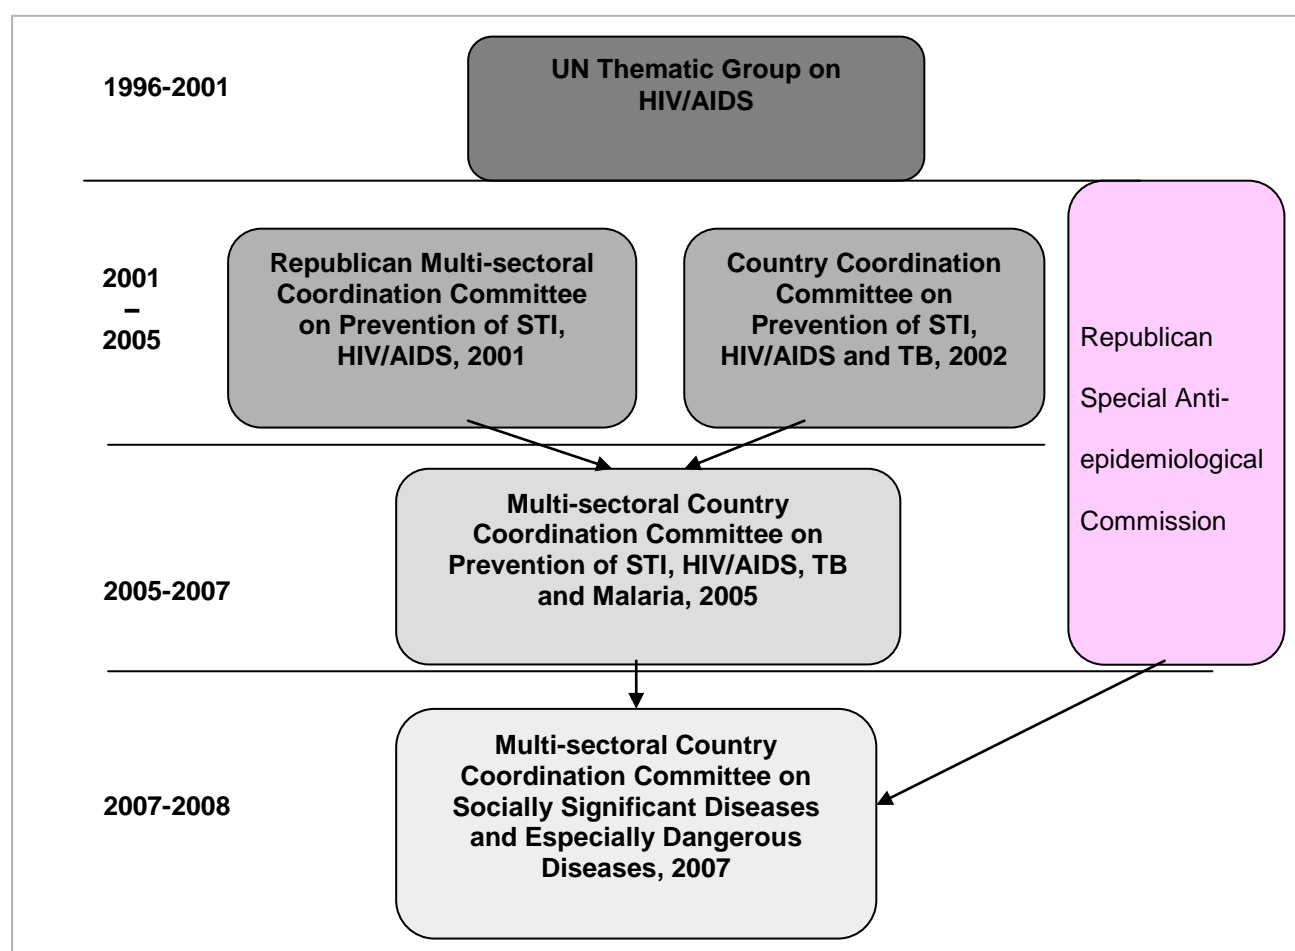 1996-2001
UN Thematic Group on
HIV/AIDS
2001
–
2005
Republican Multi-sectoral
Coordination Committee
on Prevention of STI,
HIV/AIDS, 2001
Country Coordination
Committee on
Prevention of STI,
HIV/AIDS and TB, 2002
Republican
Special Anti-
epidemiological
Commission
2005-2007
Multi-sectoral Country
Coordination Committee on
Prevention of STI, HIV/AIDS, TB
and Malaria, 2005
2007-2008
Multi-sectoral Country
Coordination Committee on
Socially Significant Diseases
and Especially Dangerous
Diseases, 2007